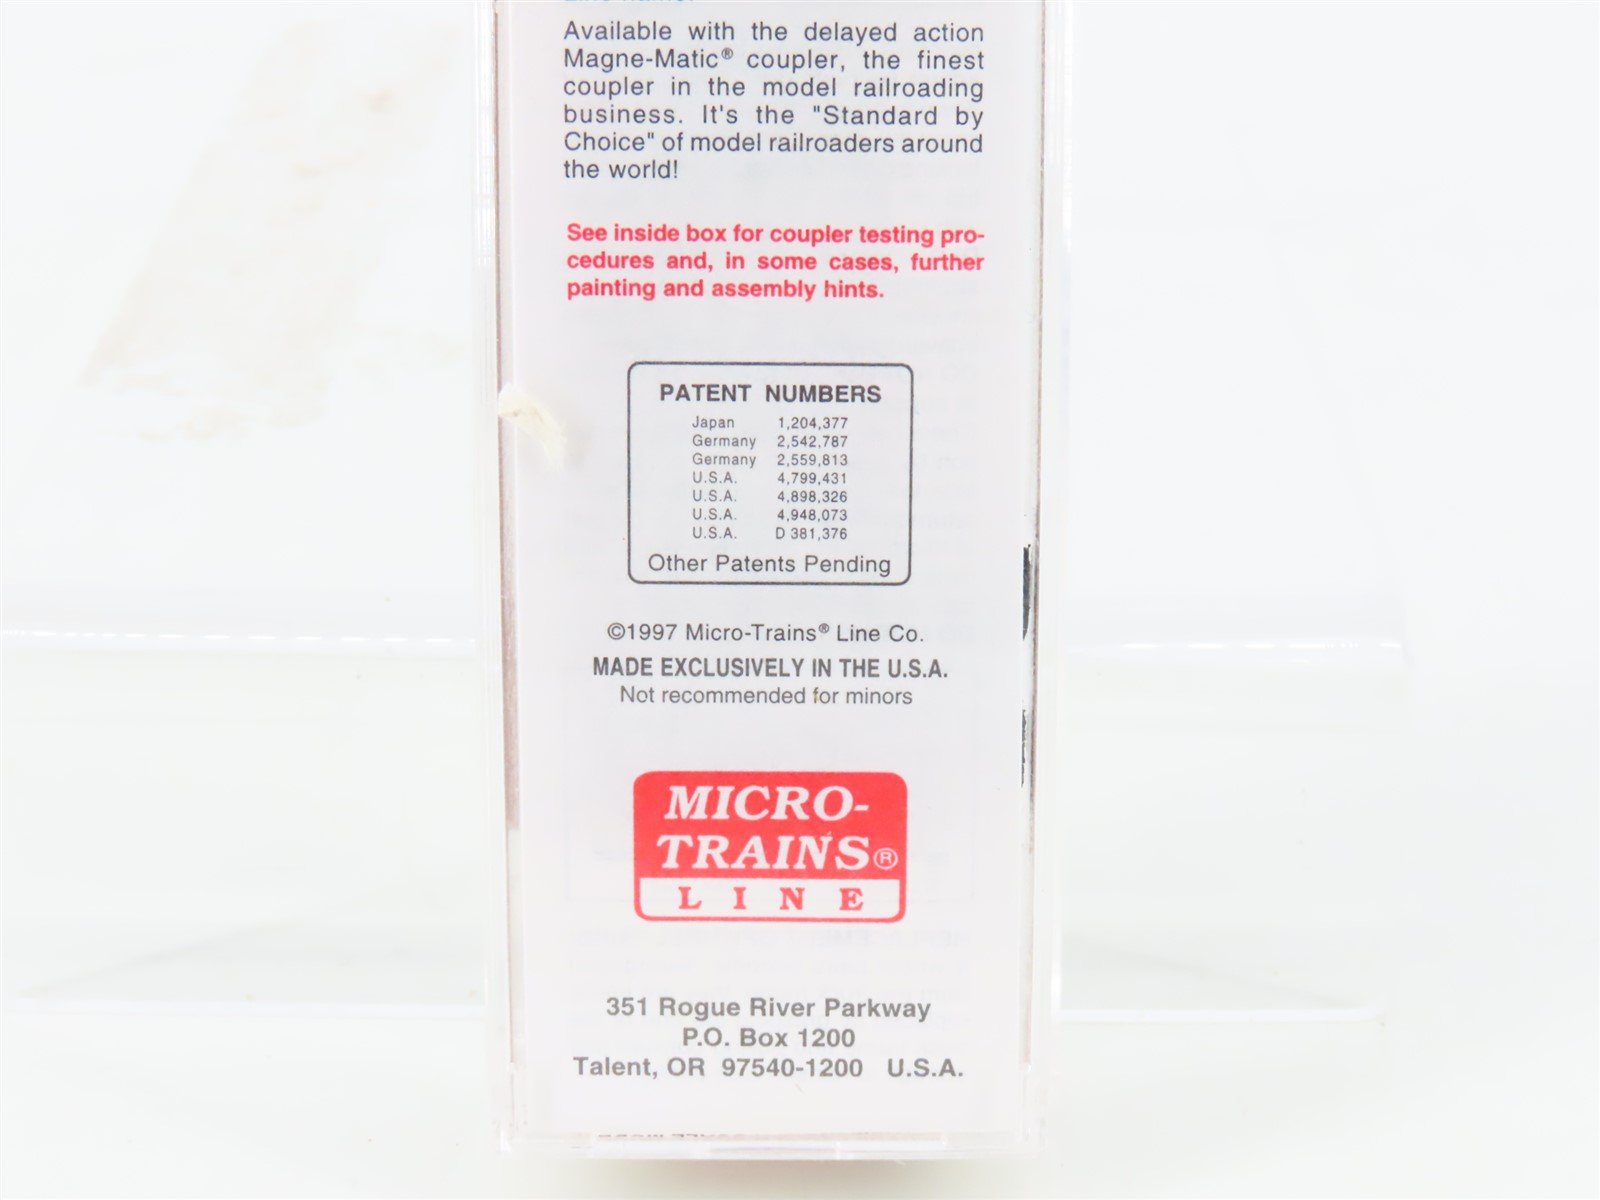 Available with the delayed action
Magne-Matic® coupler, the finest
coupler in the model railroading
business. It's the "Standard by
Choice" of model railroaders around
the world!
See inside box for coupler testing pro-
cedures and, in some cases, further
painting and assembly hints.
PATENT NUMBERS
Japan 1,204,377
Germany 2,542,787
Germany 2,559,813
U.S.A. 4,799,431
U.S.A. 4,898,326
U.S.A. 4,948,073
U.S.A. D 381,376
Other Patents Pending
©1997 Micro-Trains® Line Co.
MADE EXCLUSIVELY IN THE U.S.A.
Not recommended for minors
MICRO-
TRAINS®
LINE
351 Rogue River Parkway
P.O. Box 1200
Talent, OR 97540-1200 U.S.A.